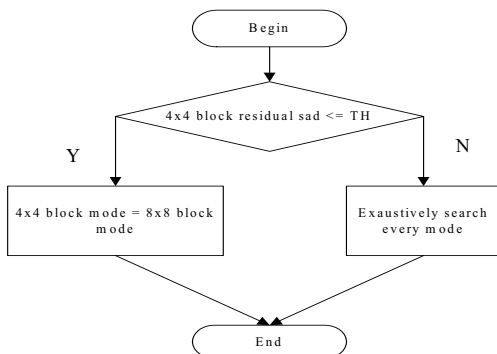 Begin
4x4 block residual sad <= TH
Y
N
4x4 block mode = 8x8 block
mode
Exaustively search
every mode
End